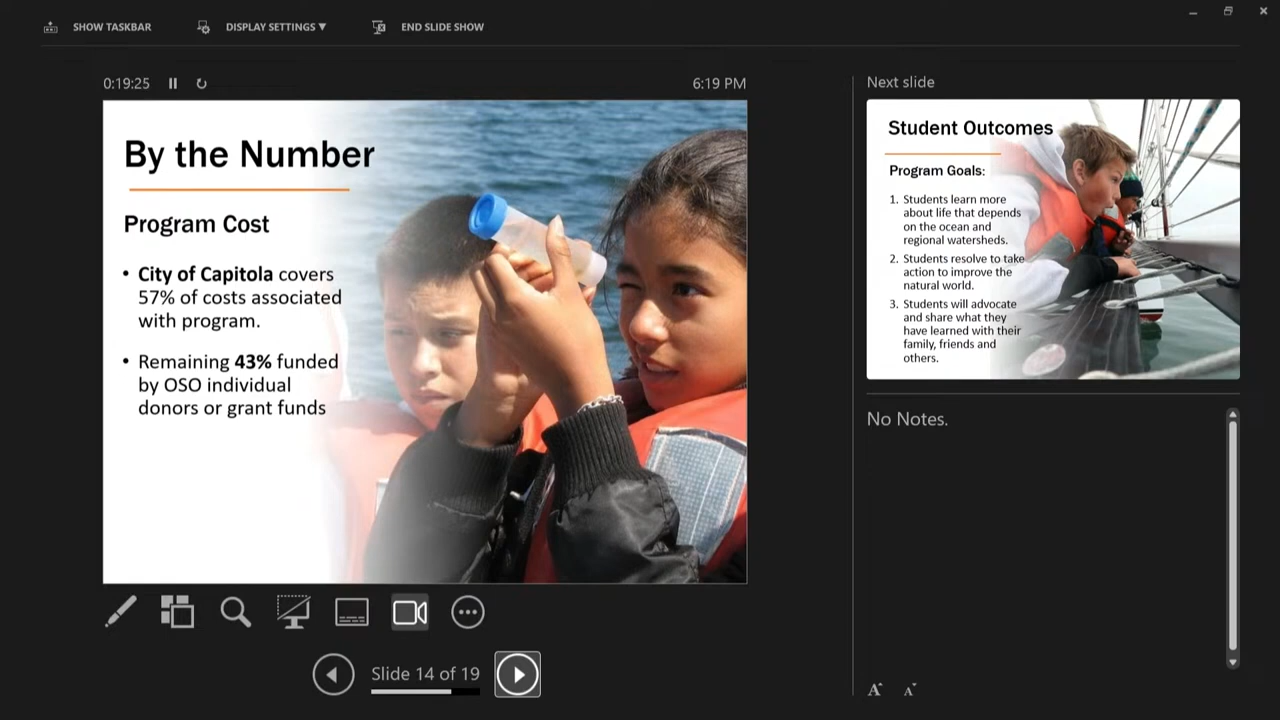 SHOW TASKBAR
DISPLAY SETTINGS ▼
END SLIDE SHOW
0:19:25
6:19 PM
By the Number
Program Cost
• City of Capitola covers
57% of costs associated
with program.
• Remaining 43% funded
by OSO individual
donors or grant funds
Slide 14 of 19
Next slide
Student Outcomes
Program Goals:
1. Students learn more
about life that depends
on the ocean and
regional watersheds.
2. Students resolve to take
action to improve the
natural world.
3. Students will advocate
and share what they
have learned with their
family, friends and
others.
No Notes.
A A